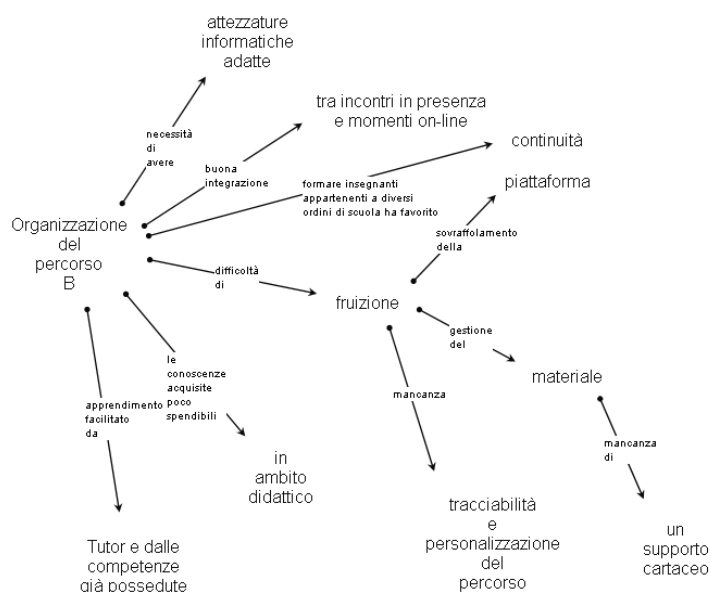 attezzature
informatiche
adatte
necessità
di
avere
tra incontri in presenza
e momenti on-line
buona
integrazione
continuità
formare insegnanti
appartenenti a diversi
ordini di scuola ha favorito
piattaforma
sovraffolamento
della
Organizzazione
del
percorso
B
difficoltà
di
fruizione
gestione
del
materiale
le
conoscenze
acquisite
poco
spendibili
apprendimento
facilitato
da
mancanza
mancanza
di
in
ambito
didattico
Tutor e dalle
competenze
già possedute
tracciabilità
e
personalizzazione
del
percorso
un
supporto
cartaceo